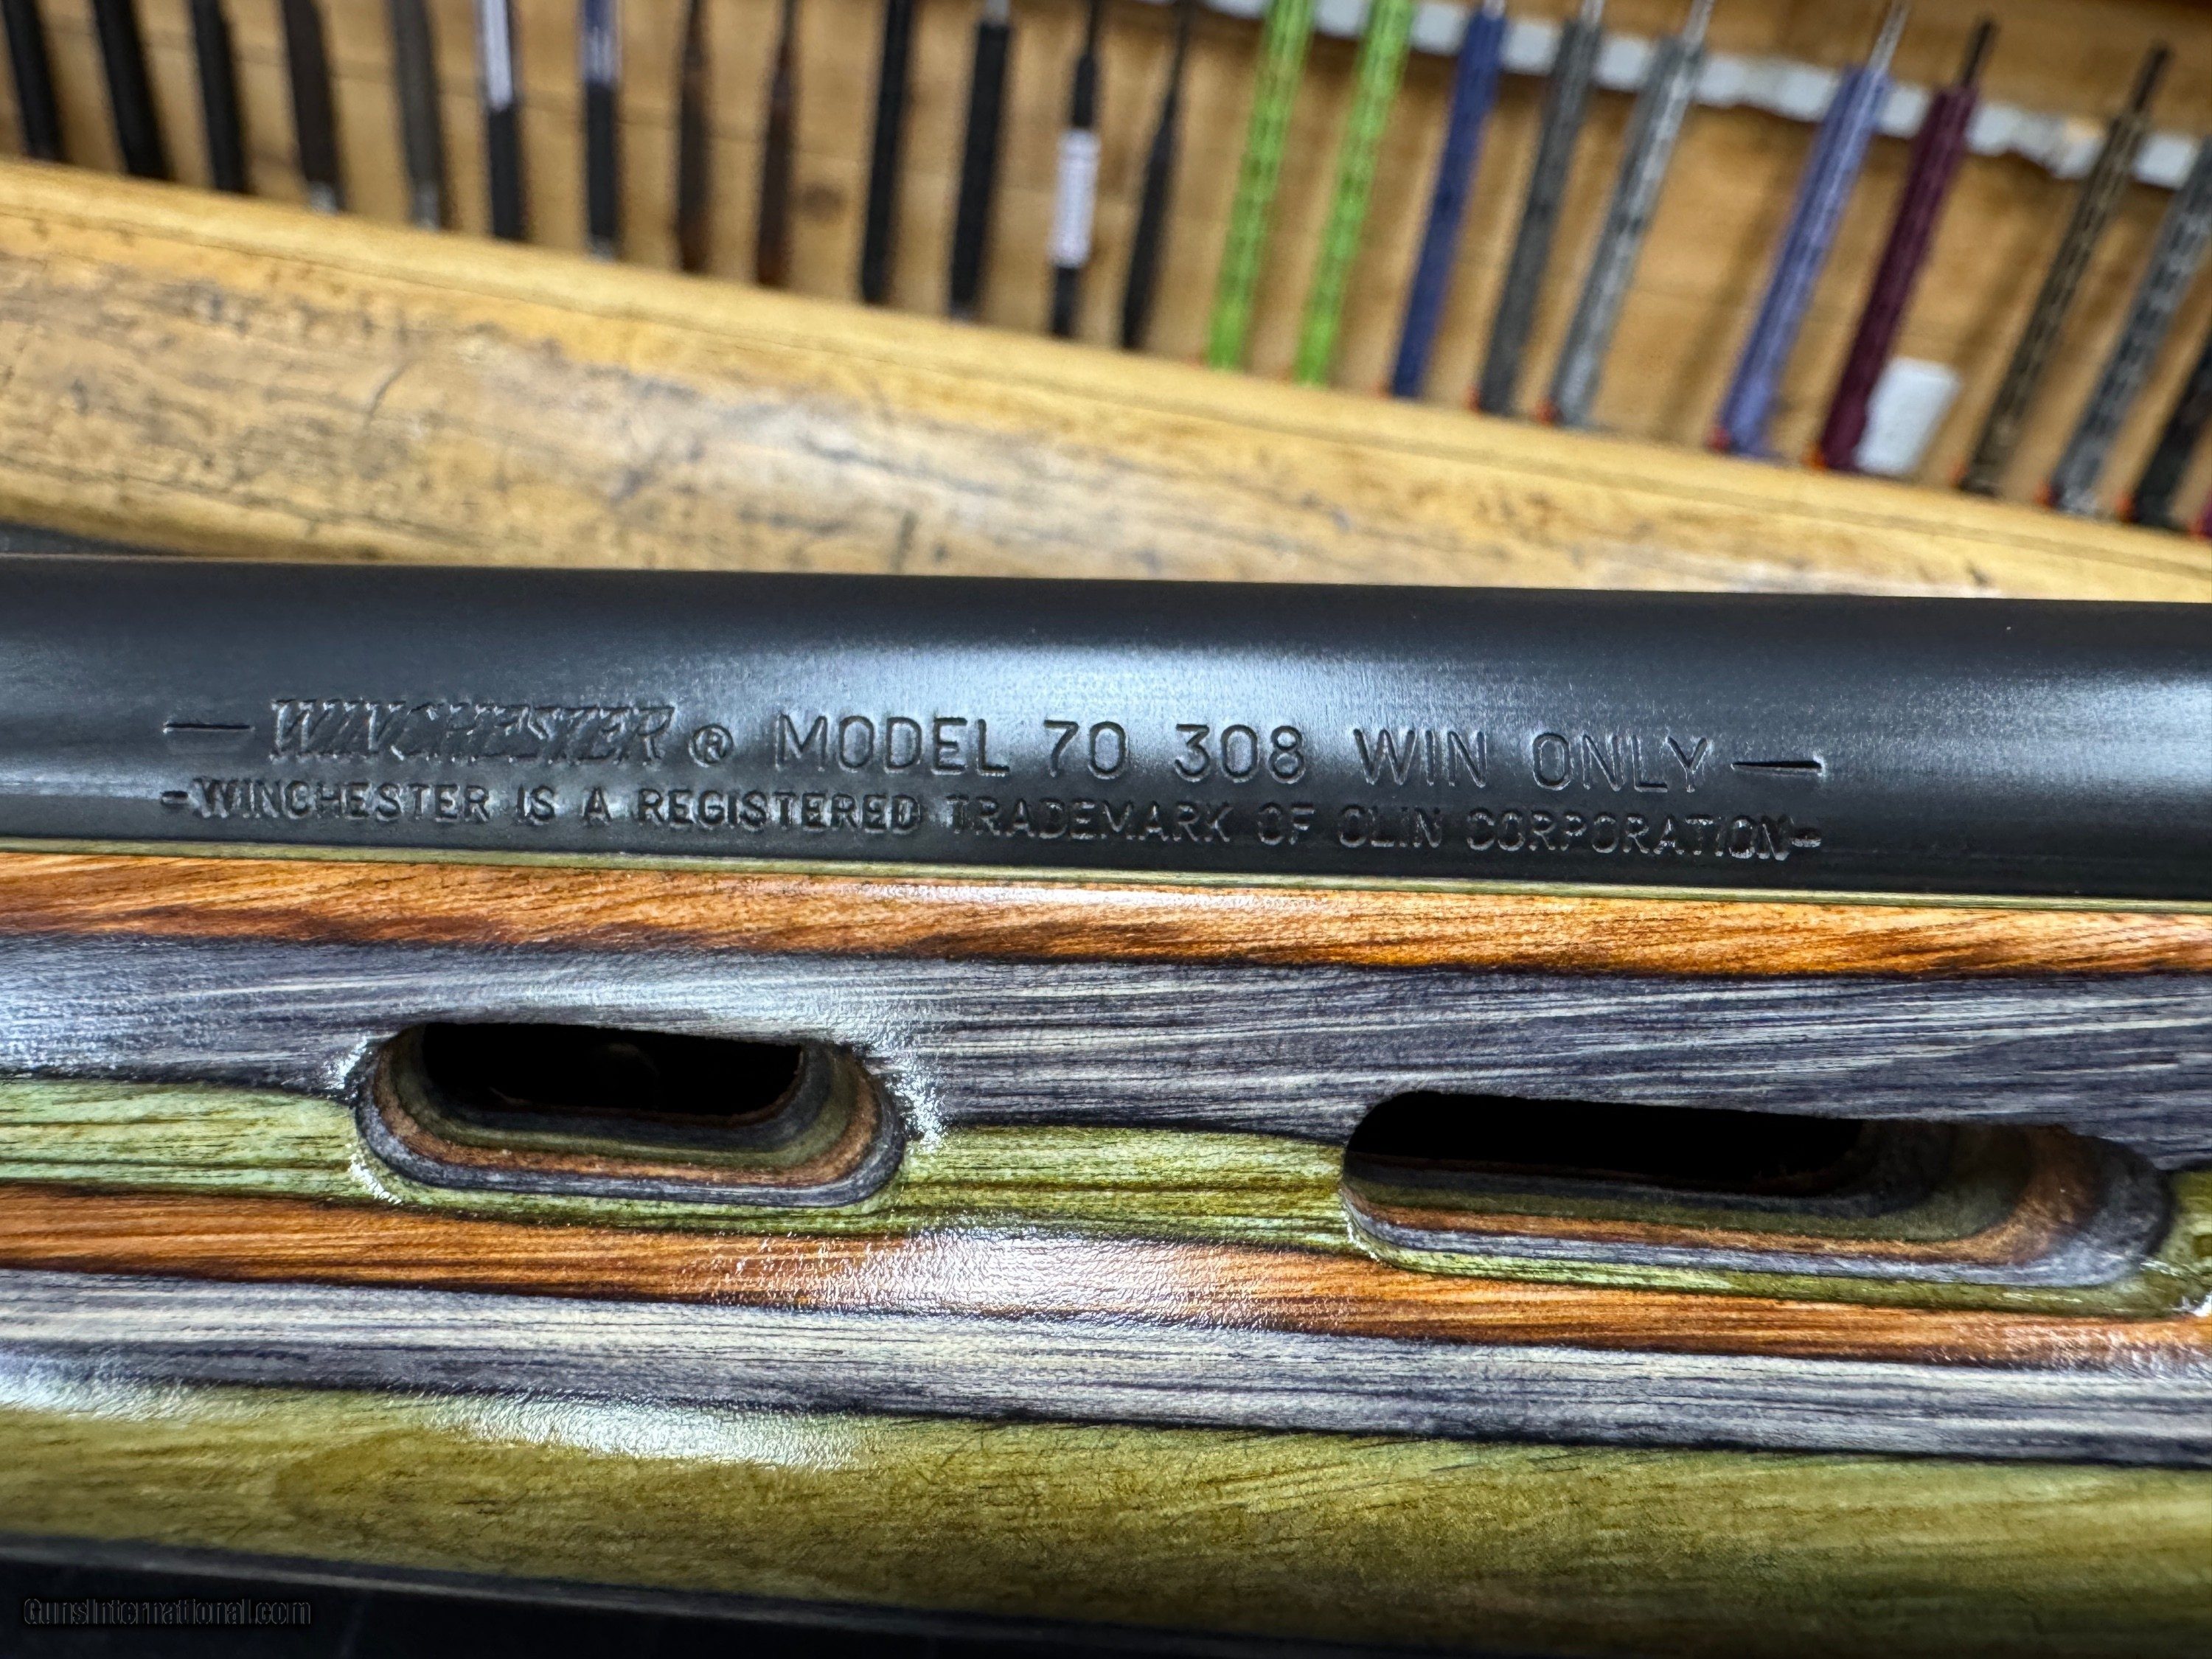 — WINCHESTER ® MODEL 70 308 WIN ONLY —
-WINCHESTER IS A REGISTERED TRADEMARK OF OLIN CORPORATION-
GunsInternational.com